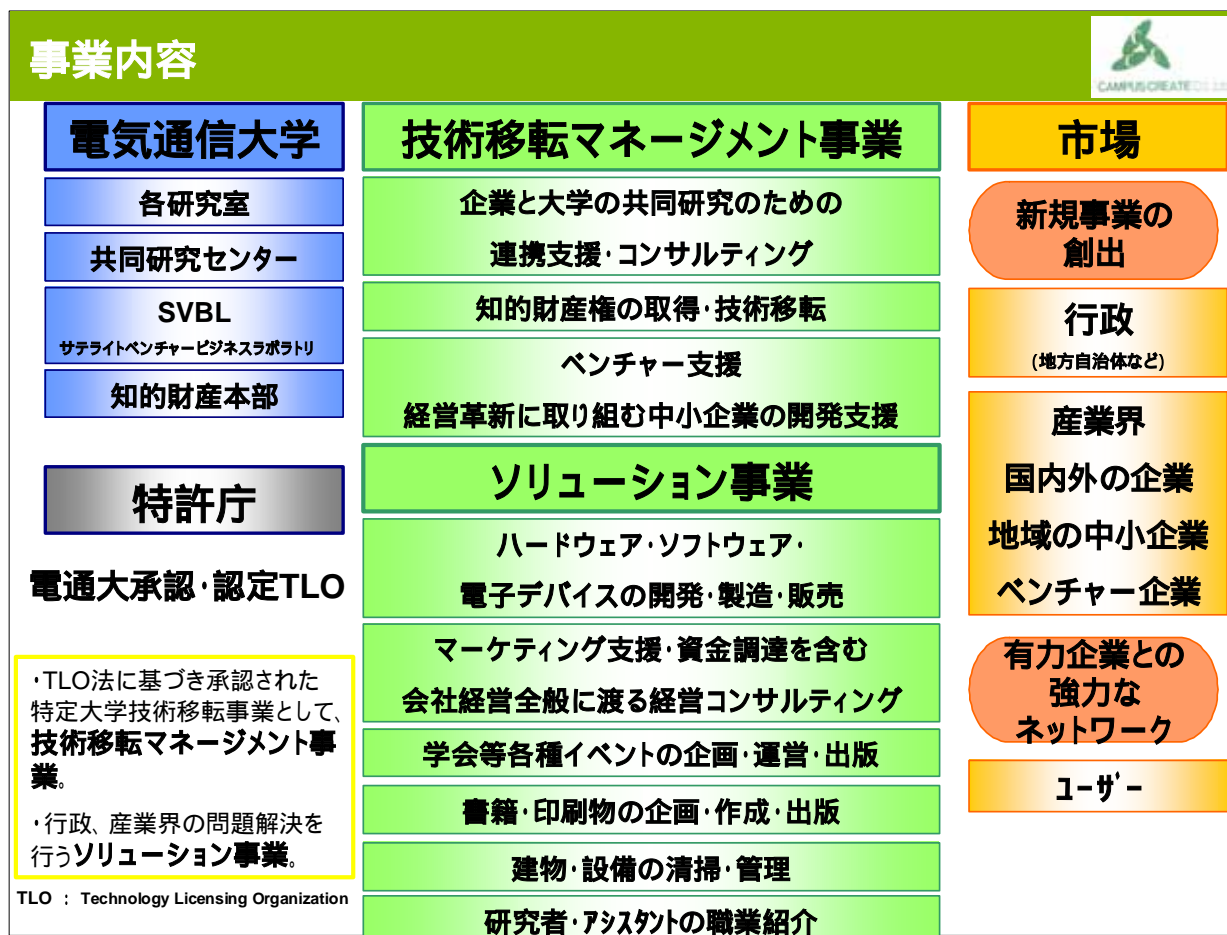 事業内容
CAMPUS CREATE
電気通信大学
各研究室
共同研究センター
SVBL
サテライトベンチャービジネスラボラトリ
知的財産本部
特許庁
電通大承認・認定TLO
・TLO法に基づき承認された
特定大学技術移転事業として、
技術移転マネージメント事
業。
・行政、産業界の問題解決を
行うソリューション事業。
TLO : Technology Licensing Organization
技術移転マネージメント事業
企業と大学の共同研究のための
連携支援・コンサルティング
知的財産権の取得・技術移転
ベンチャー支援
経営革新に取り組む中小企業の開発支援
ソリューション事業
ハードウェア・ソフトウェア・
電子デバイスの開発・製造・販売
マーケティング支援・資金調達を含む
会社経営全般に渡る経営コンサルティング
学会等各種イベントの企画・運営・出版
書籍・印刷物の企画・作成・出版
建物・設備の清掃・管理
研究者・アシスタントの職業紹介
市場
新規事業の
創出
行政
(地方自治体など)
産業界
国内外の企業
地域の中小企業
ベンチャー企業
有力企業との
強力な
ネットワーク
ユーザー